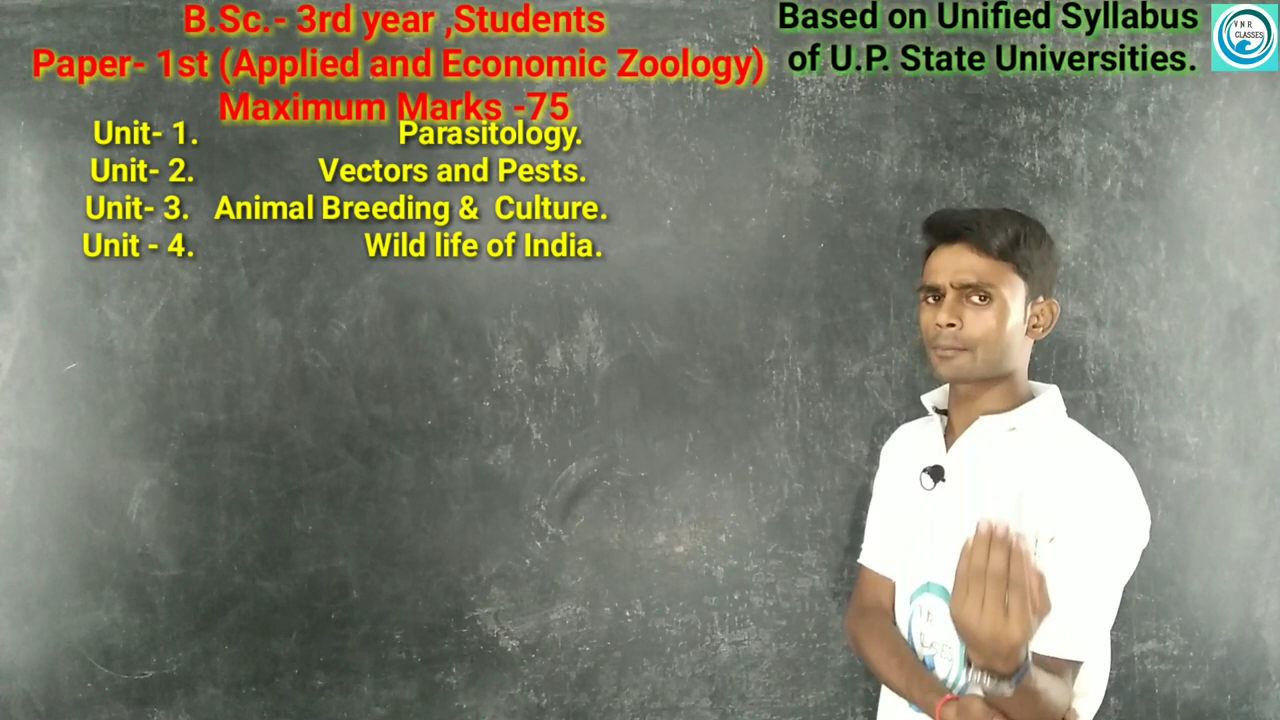 B.Sc.- 3rd year ,Students
Paper- 1st (Applied and Economic Zoology)
Maximum Marks -75
Unit- 1. Parasitology.
Unit- 2. Vectors and Pests.
Unit- 3. Animal Breeding & Culture.
Unit - 4. Wild life of India.
Based on Unified Syllabus
of U.P. State Universities.
V N R
CLASSES